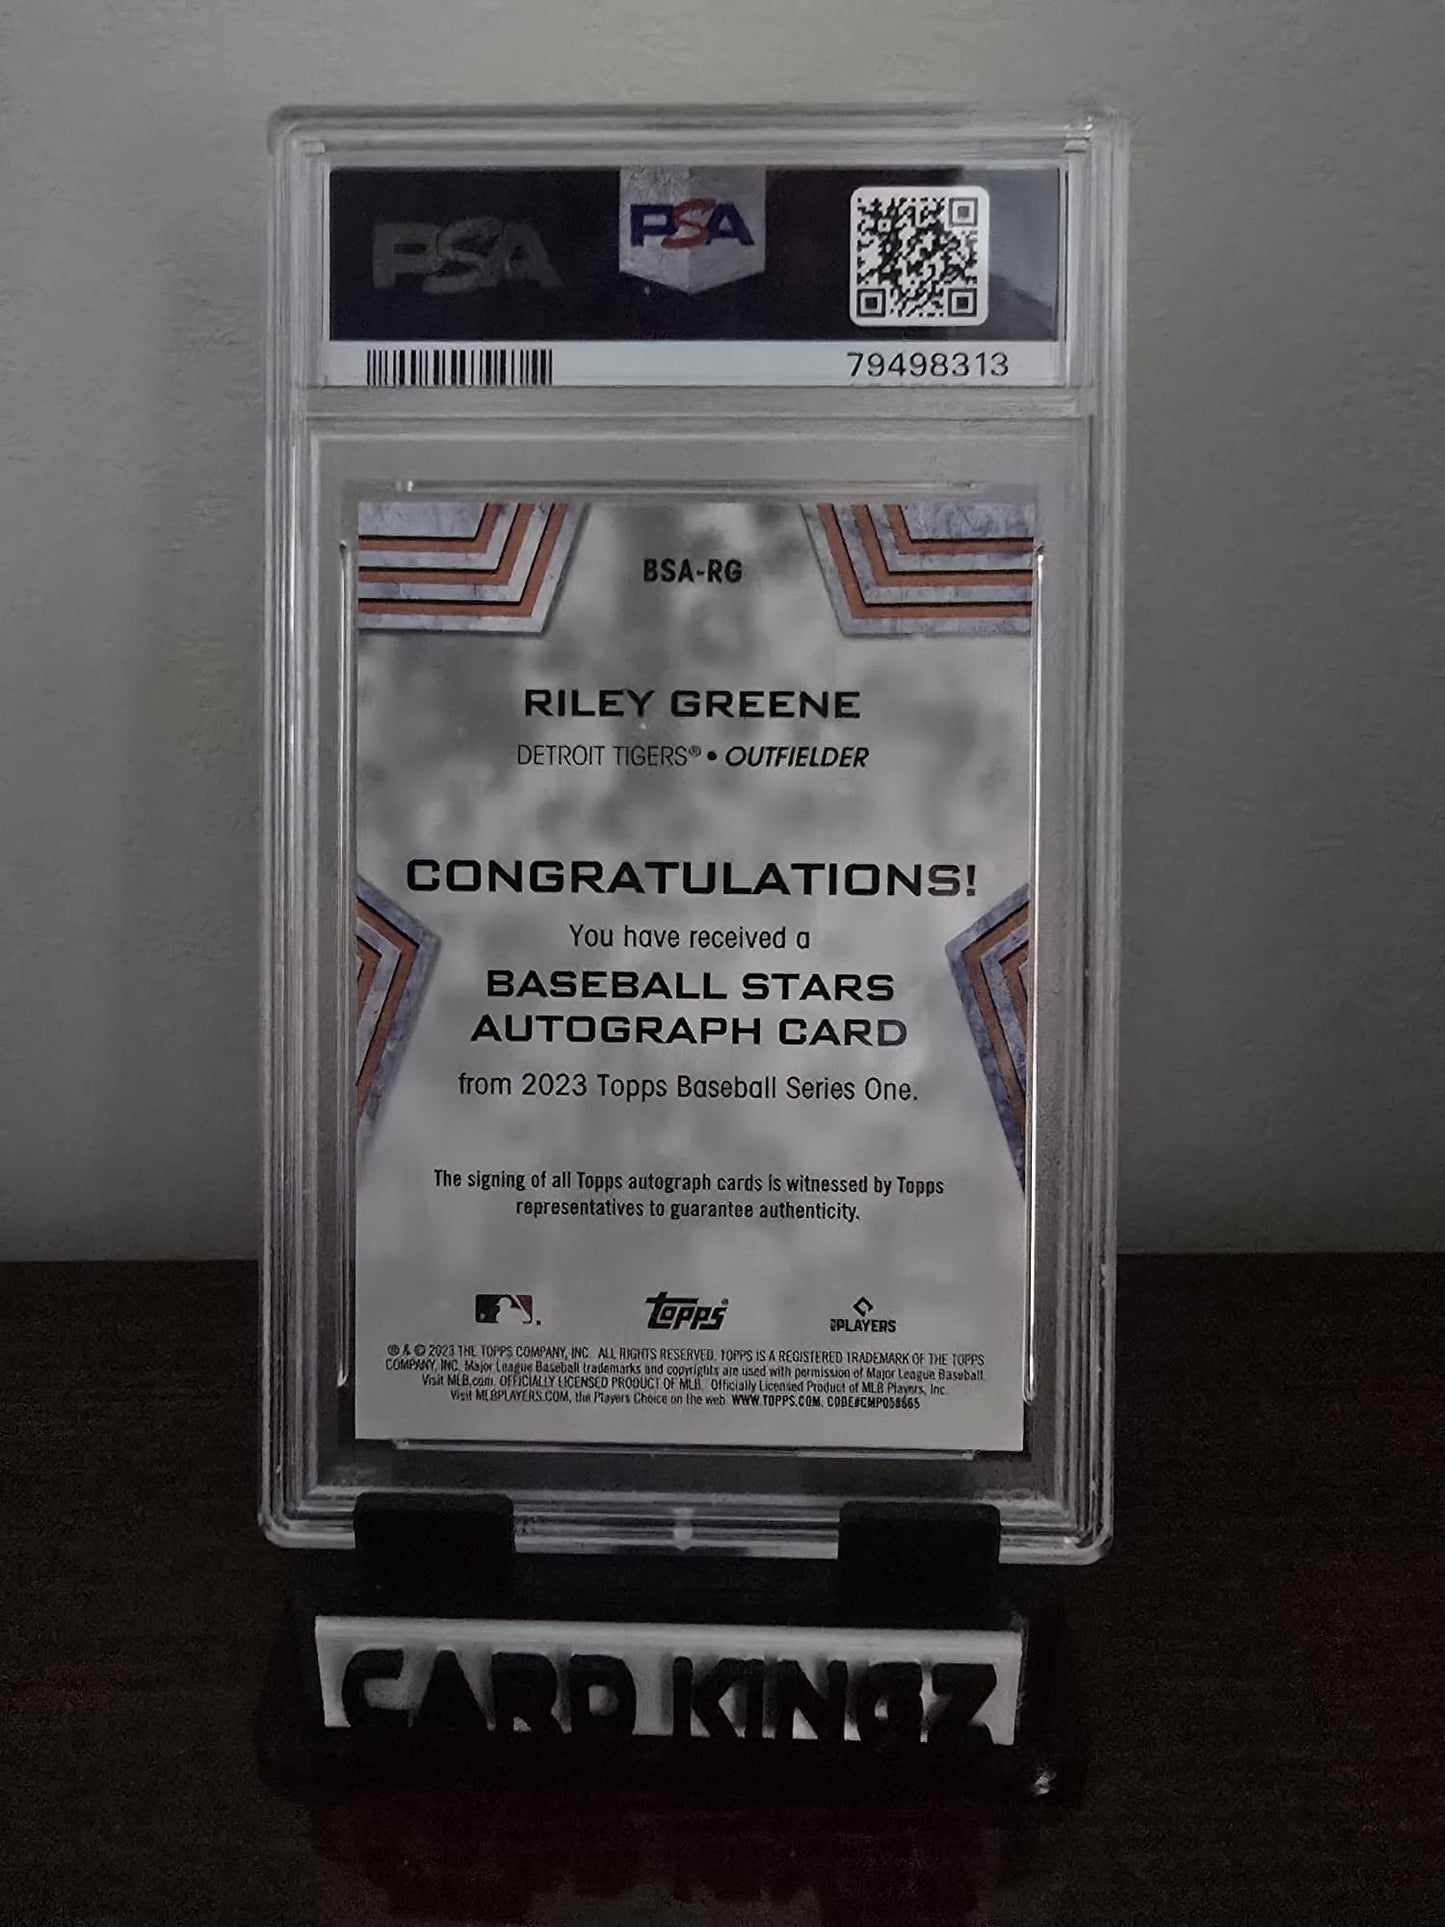 PSA
PSA
79498313
BSA-RG
RILEY GREENE
DETROIT TIGERS® • OUTFIELDER
CONGRATULATIONS!
You have received a
BASEBALL STARS
AUTOGRAPH CARD
from 2023 Topps Baseball Series One.
The signing of all Topps autograph cards is witnessed by Topps
representatives to guarantee authenticity.
topps®
PLAYERS
® & © 2023 THE TOPPS COMPANY, INC. ALL RIGHTS RESERVED. TOPPS IS A REGISTERED TRADEMARK OF THE TOPPS
COMPANY, INC. Major League Baseball trademarks and copyrights are used with permission of Major League Baseball.
Visit MLB.com. OFFICIALLY LICENSED PRODUCT OF MLB. Officially Licensed Product of MLB Players, Inc.
Visit MLBPLAYERS.COM, the Players Choice on the web. WWW.TOPPS.COM, CODE#CMP058665
CARD KINGZ